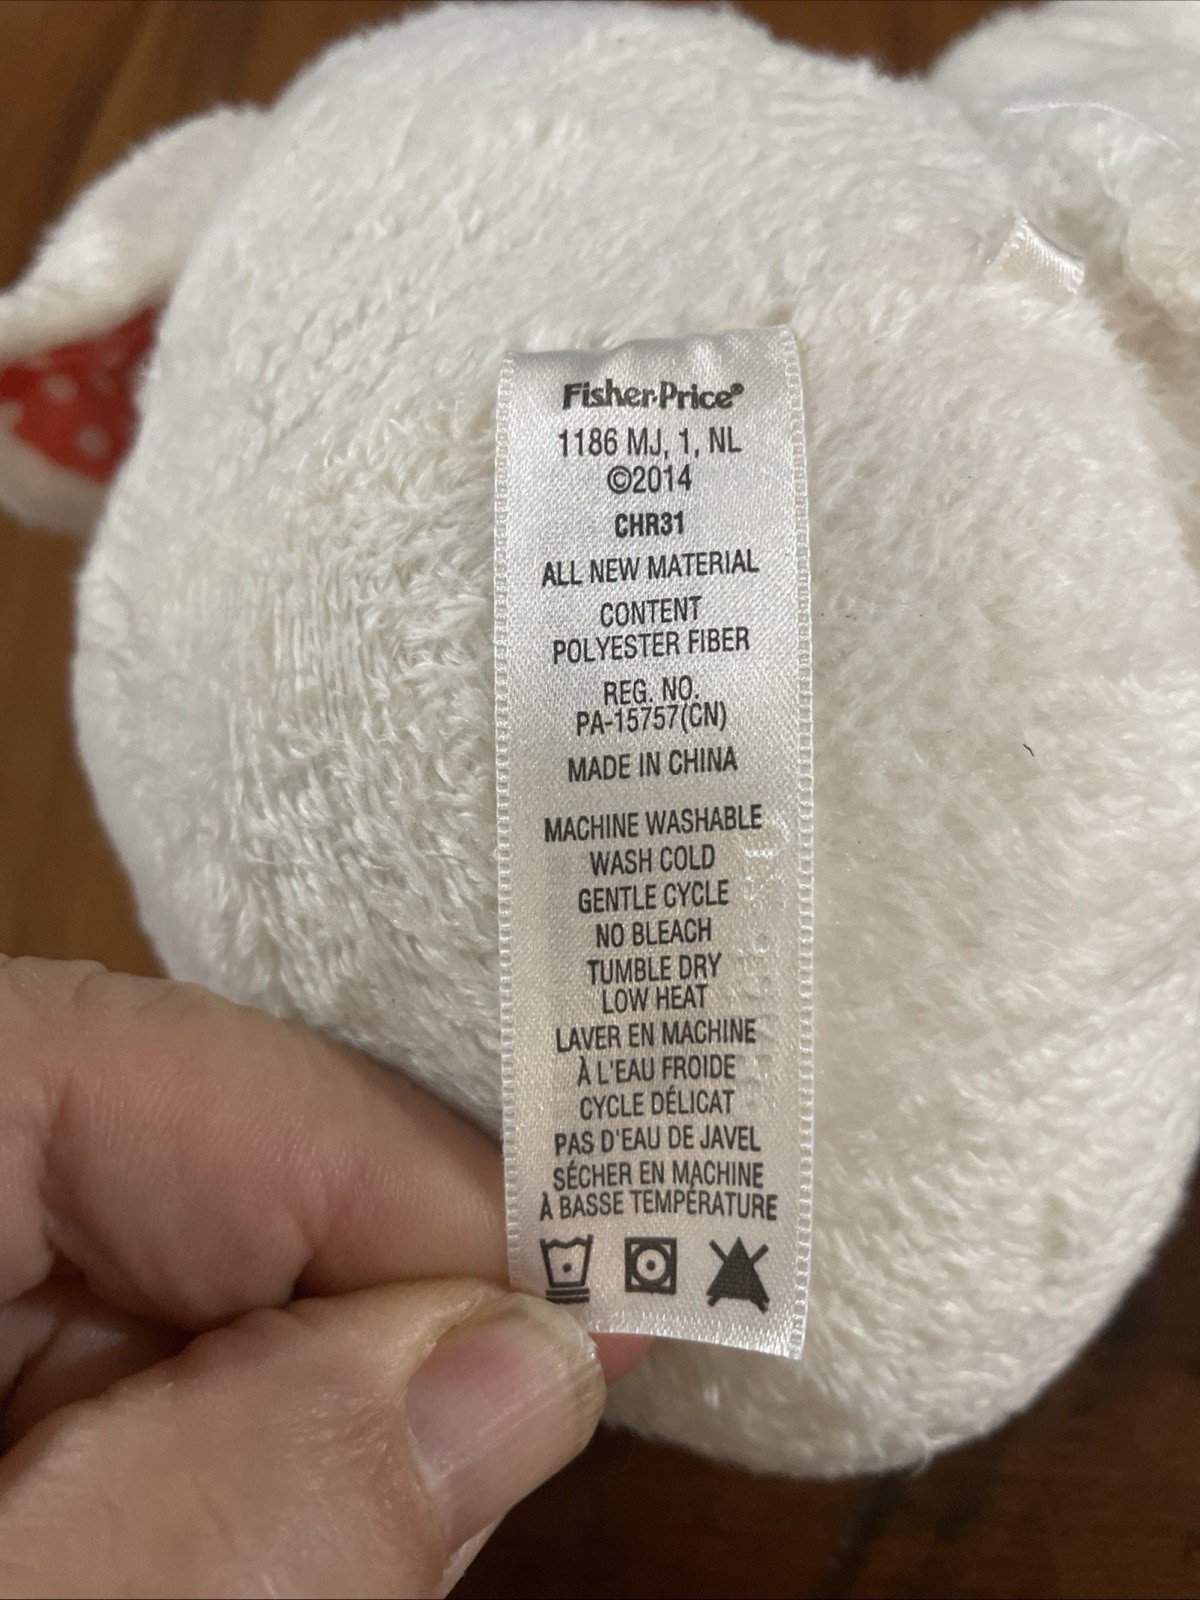 Fisher-Price®
1186 MJ, 1, NL
©2014
CHR31
ALL NEW MATERIAL
CONTENT
POLYESTER FIBER
REG. NO.
PA-15757(CN)
MADE IN CHINA
MACHINE WASHABLE
WASH COLD
GENTLE CYCLE
NO BLEACH
TUMBLE DRY
LOW HEAT
LAVER EN MACHINE
À L'EAU FROIDE
CYCLE DÉLICAT
PAS D'EAU DE JAVEL
SÉCHER EN MACHINE
À BASSE TEMPÉRATURE